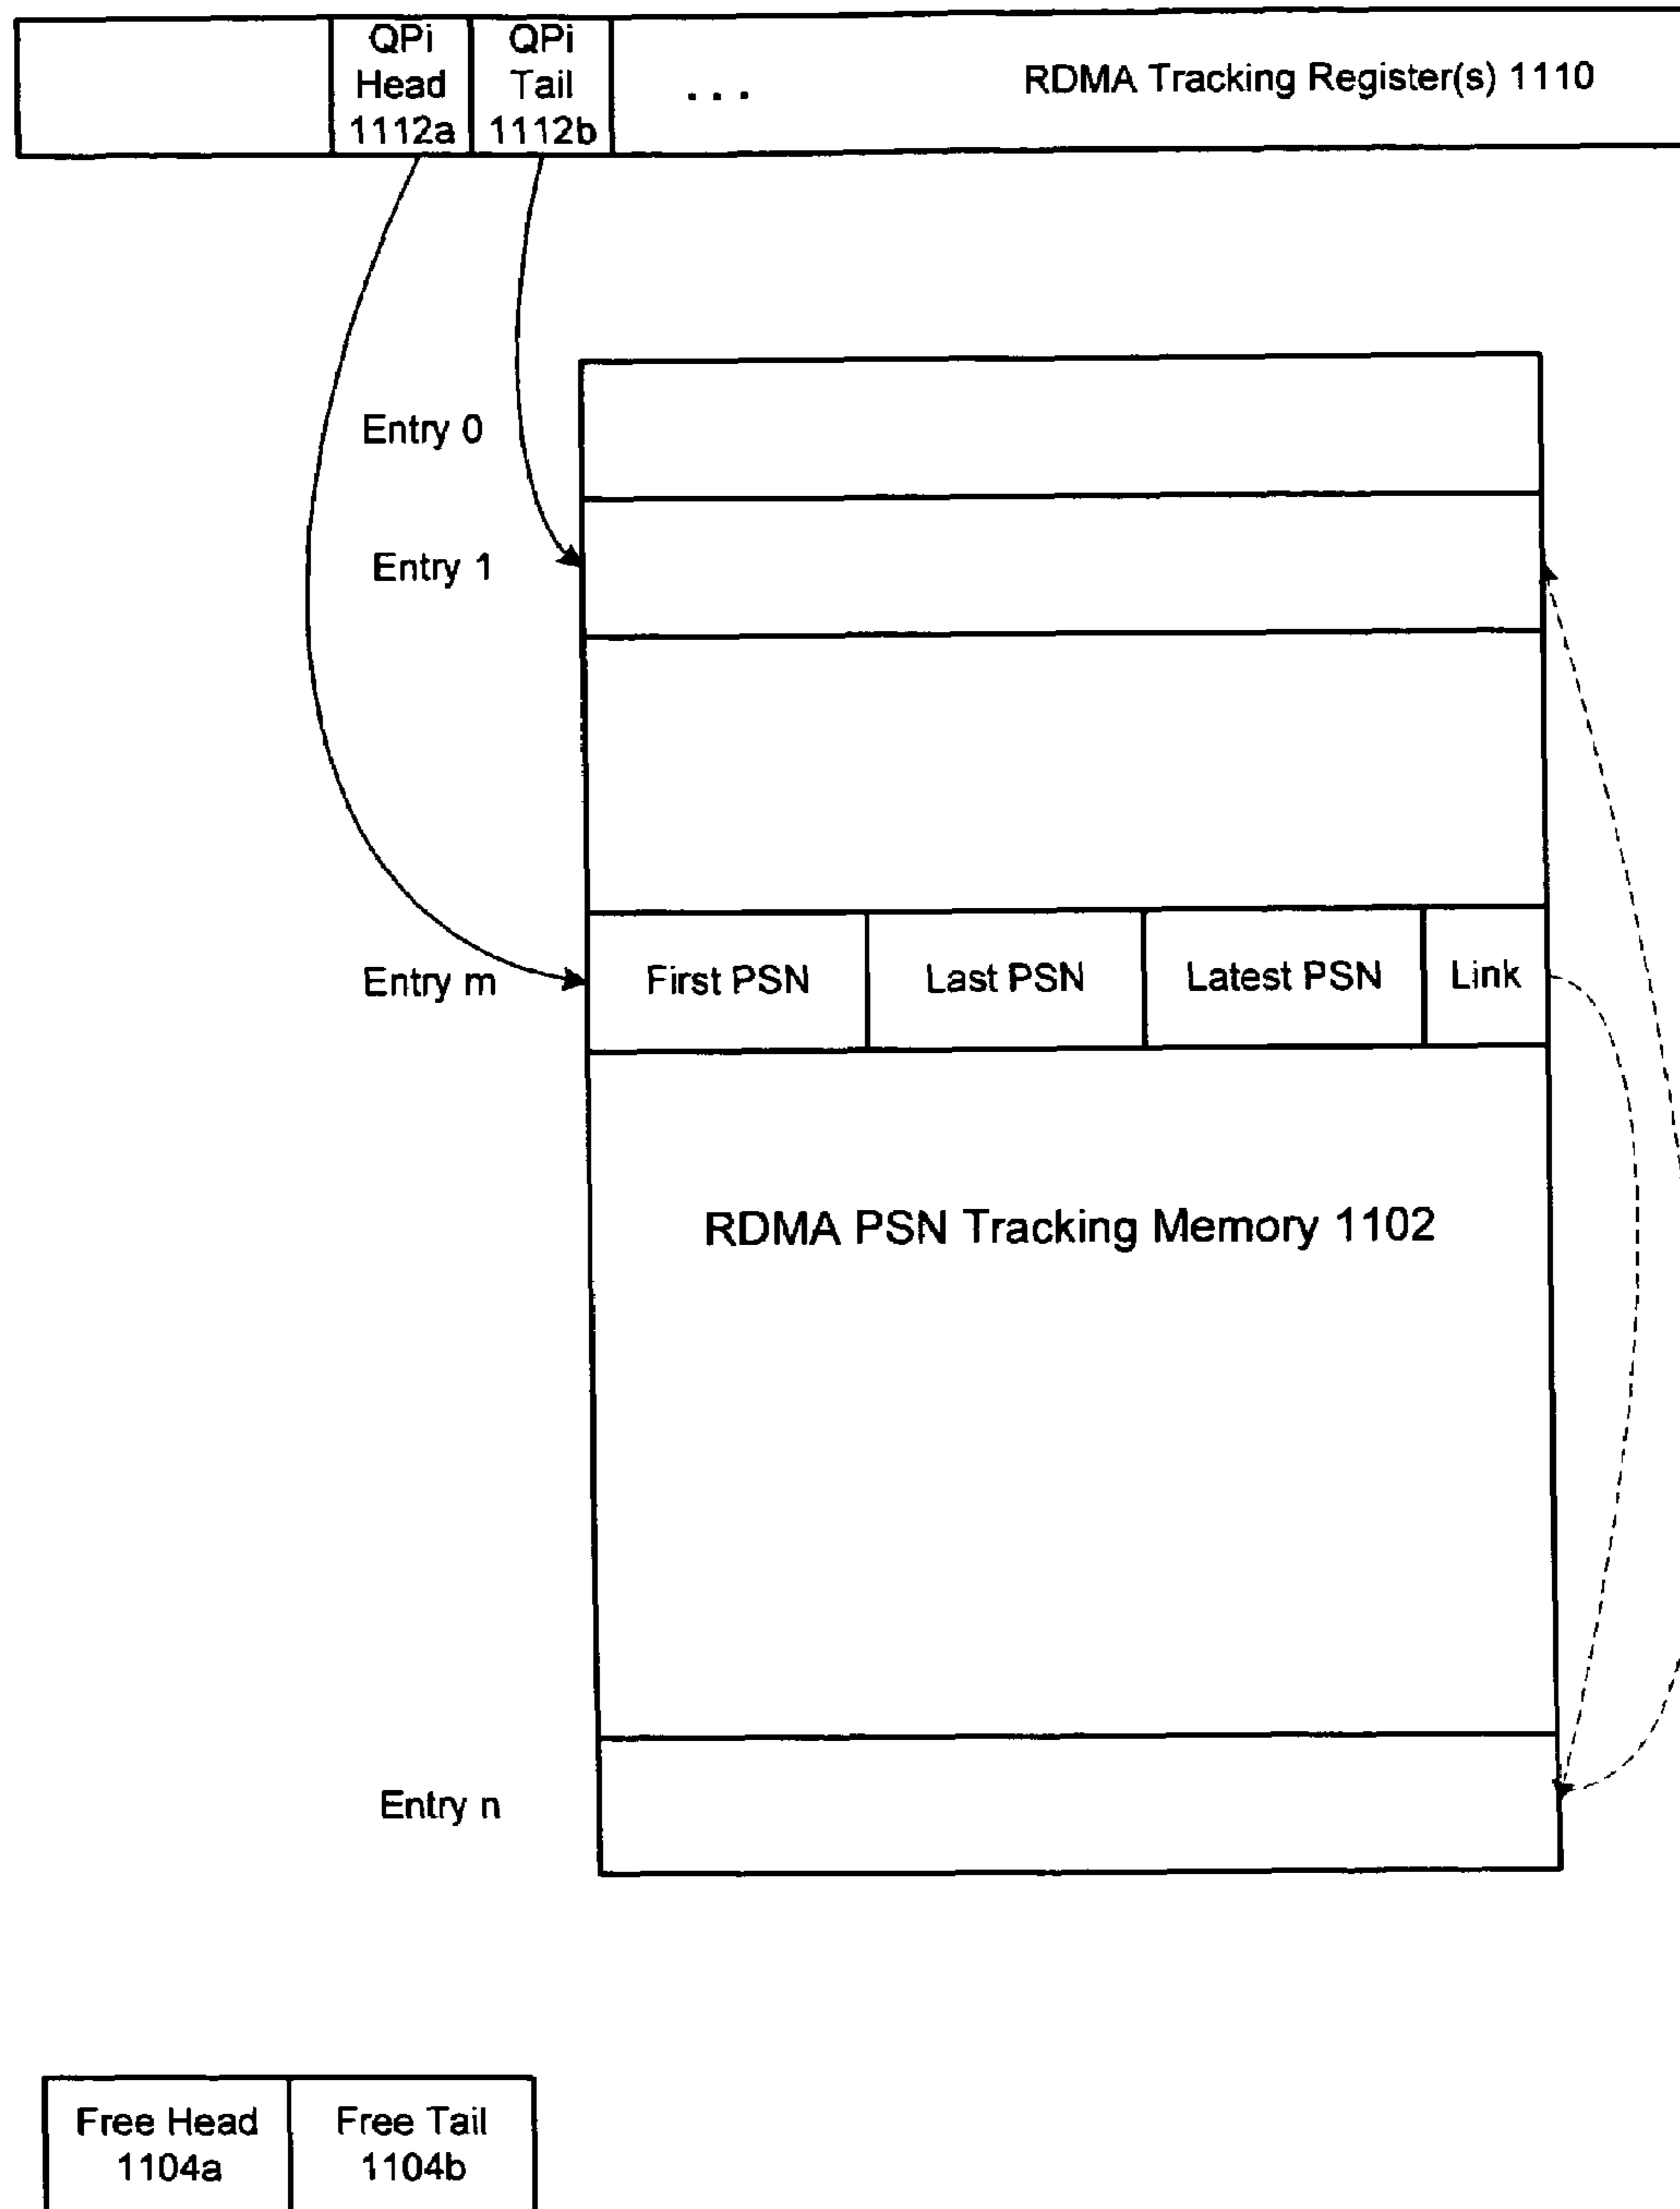 QPi
Head
1112a
QPi
Tail
1112b
...
RDMA Tracking Register(s) 1110
Entry 0
Entry 1
Entry m
First PSN
Last PSN
Latest PSN
Link
RDMA PSN Tracking Memory 1102
Entry n
Free Head
1104a
Free Tail
1104b